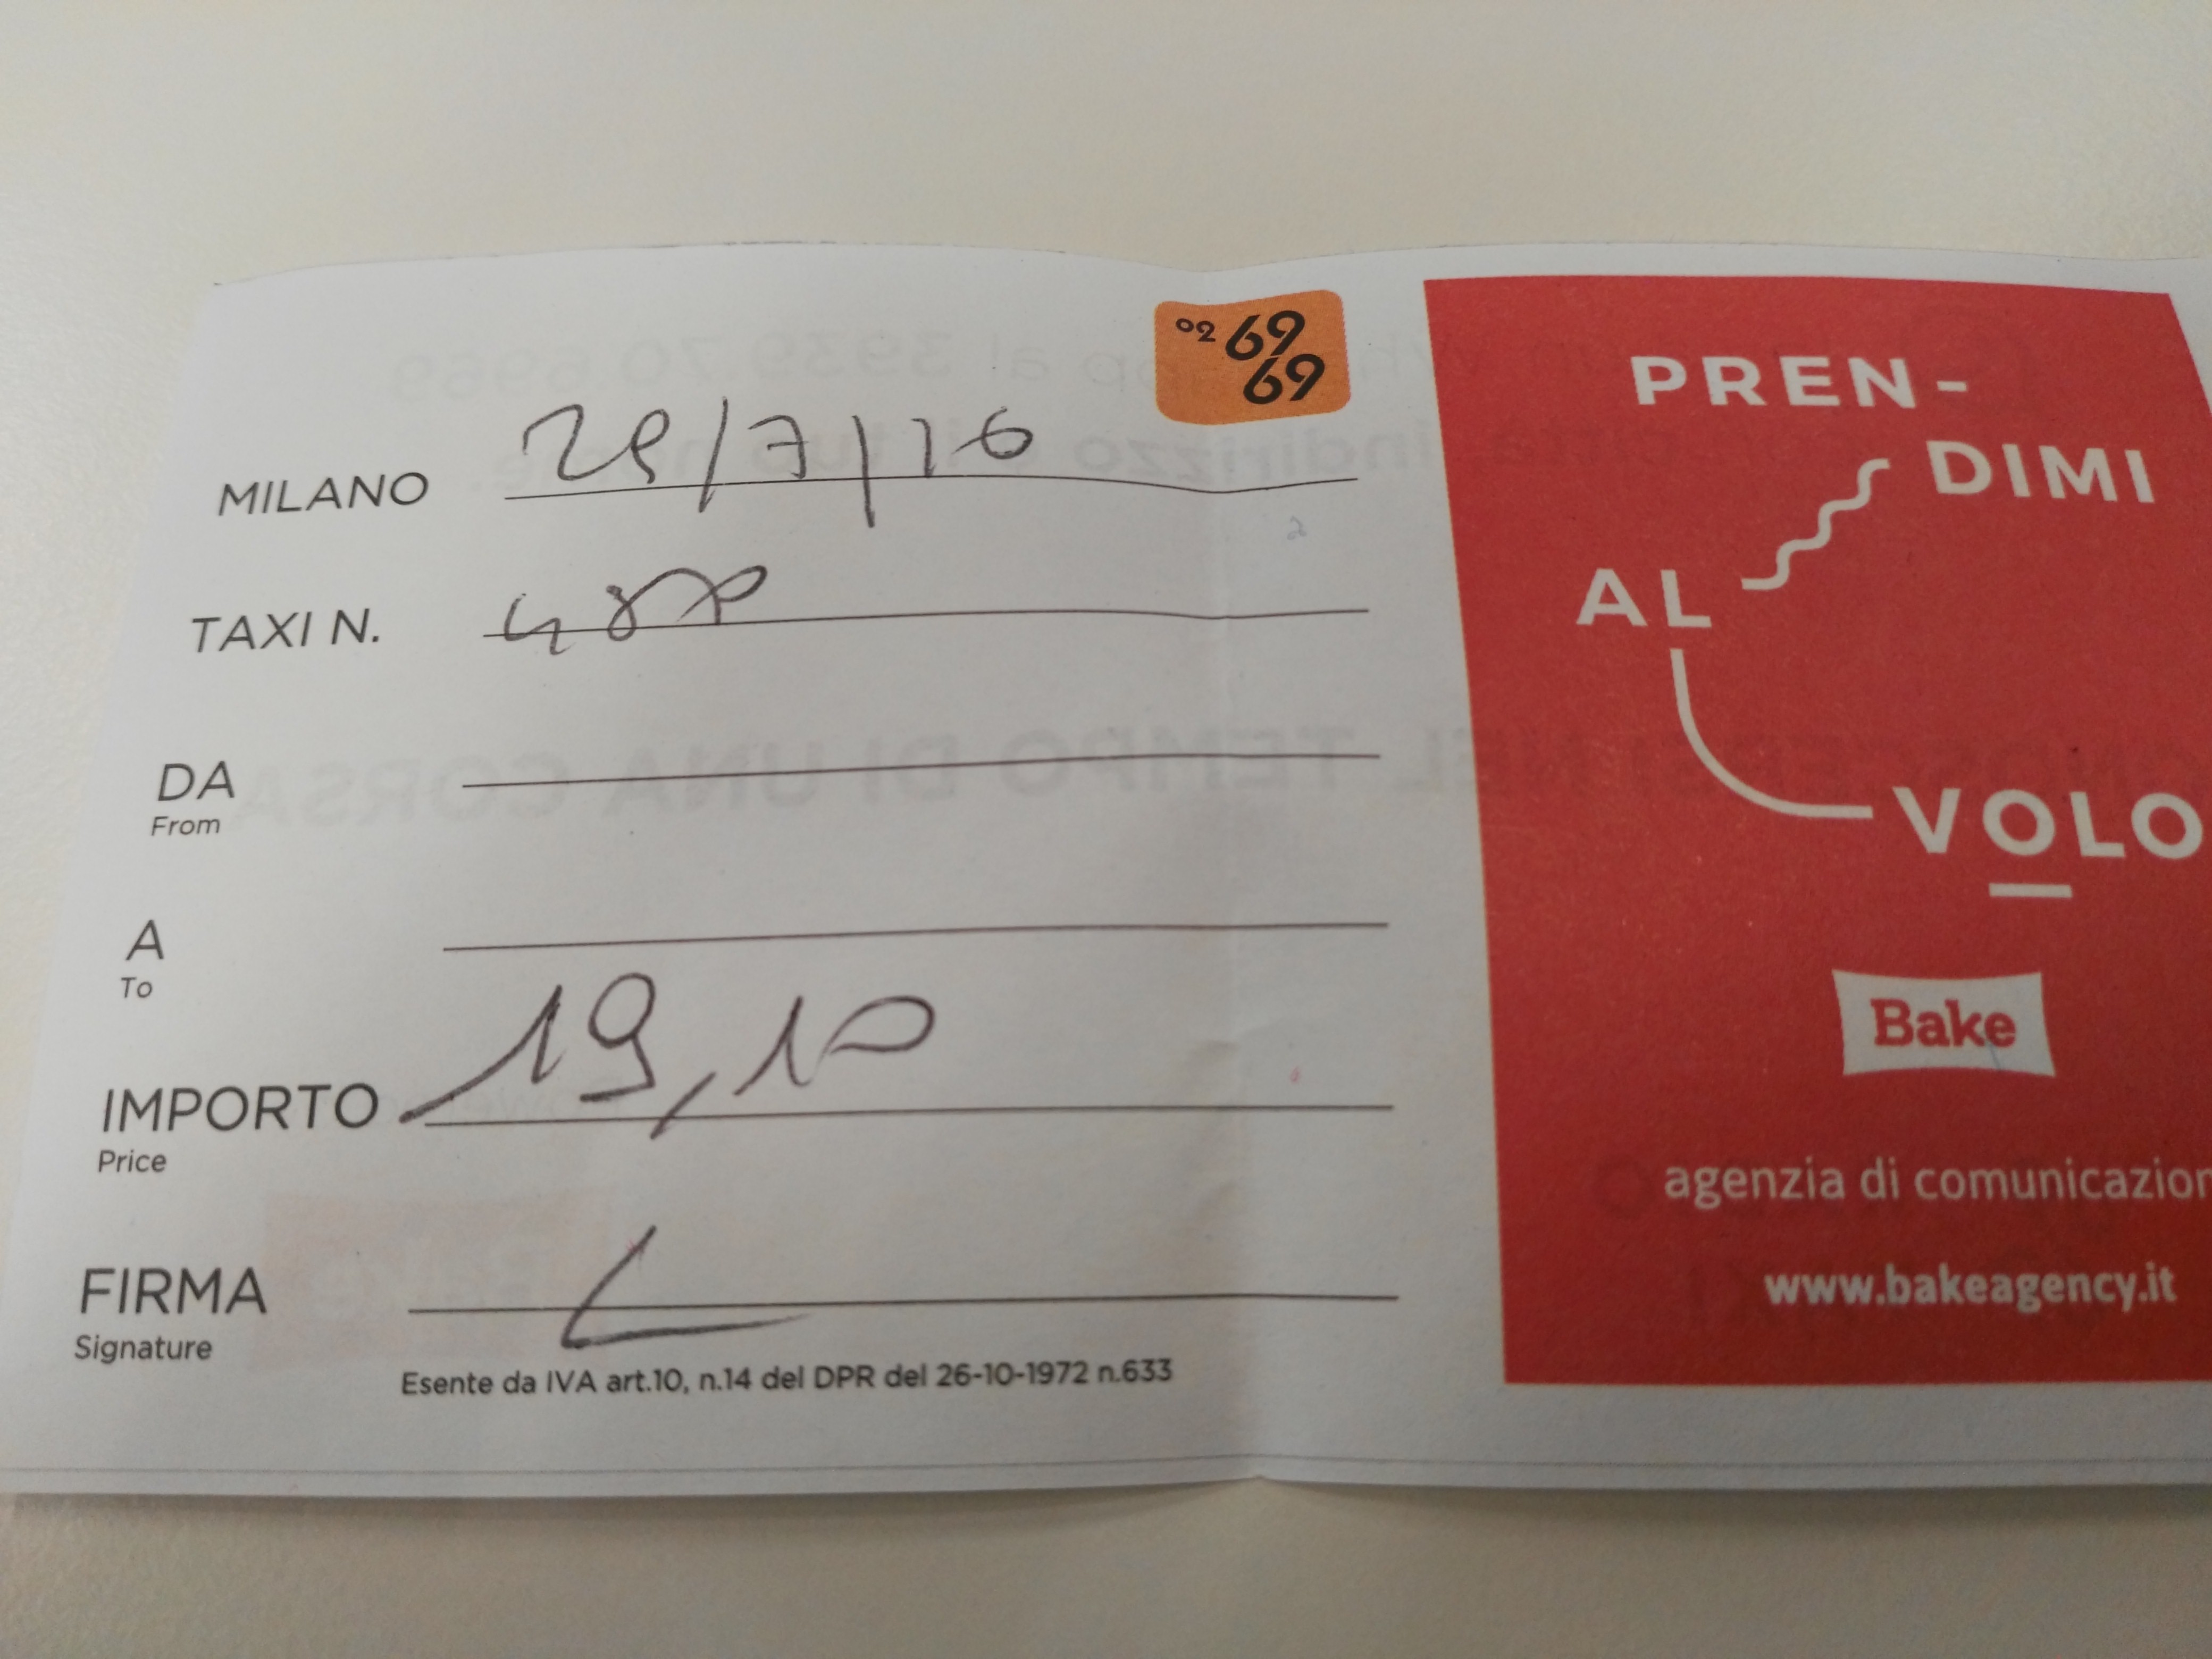 02 69
69
MILANO 29/7/16
TAXI N.
DA
From
A
To
IMPORTO 19,10
Price
FIRMA
Signature
Esente da IVA art.10, n.14 del DPR del 26-10-1972 n.633
PREN-
DIMI
AL
VOLO
Bake
agenzia di comunicazion
www.bakeagency.it